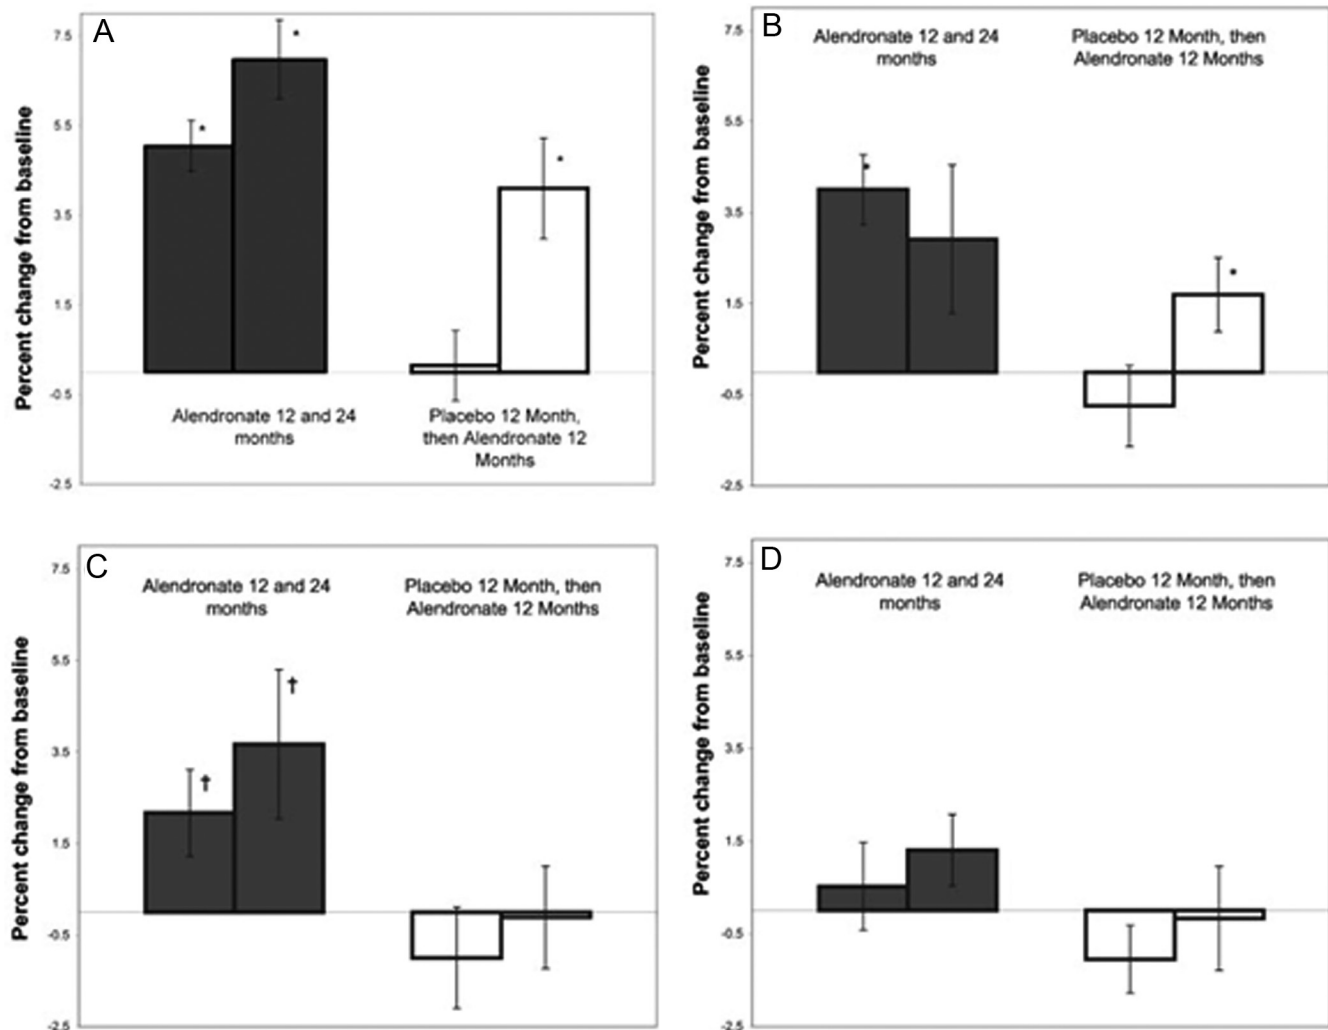 A
7.5
5.5
3.5
1.5
-0.5
-2.5
Percent change from baseline
*
*
*
Alendronate 12 and 24
months
Placebo 12 Month,
then Alendronate 12
Months
B
7.5
5.5
3.5
1.5
-0.5
-2.5
Percent change from baseline
Alendronate 12 and 24
months
Placebo 12 Month, then
Alendronate 12 Months
*
*
C
7.5
5.5
3.5
1.5
-0.5
-2.5
Percent change from baseline
Alendronate 12 and 24
months
Placebo 12 Month, then
Alendronate 12 Months
†
†
D
7.5
5.5
3.5
1.5
-0.5
-2.5
Percent change from baseline
Alendronate 12 and 24
months
Placebo 12 Month, then
Alendronate 12 Months